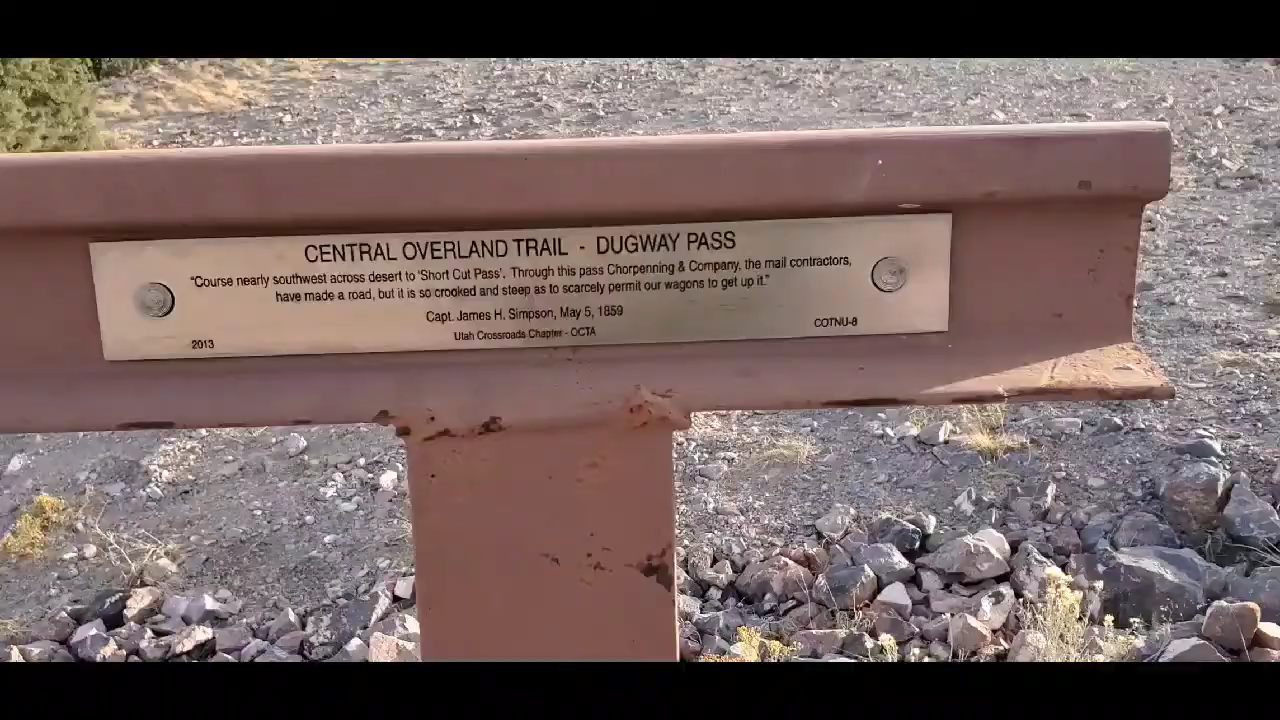 CENTRAL OVERLAND TRAIL - DUGWAY PASS
"Course nearly southwest across desert to 'Short Cut Pass'. Through this pass Chorpenning & Company, the mail contractors,
have made a road, but it is so crooked and steep as to scarcely permit our wagons to get up it."
Capt. James H. Simpson, May 5, 1859
2013 Utah Crossroads Chapter - OCTA COTNU-8